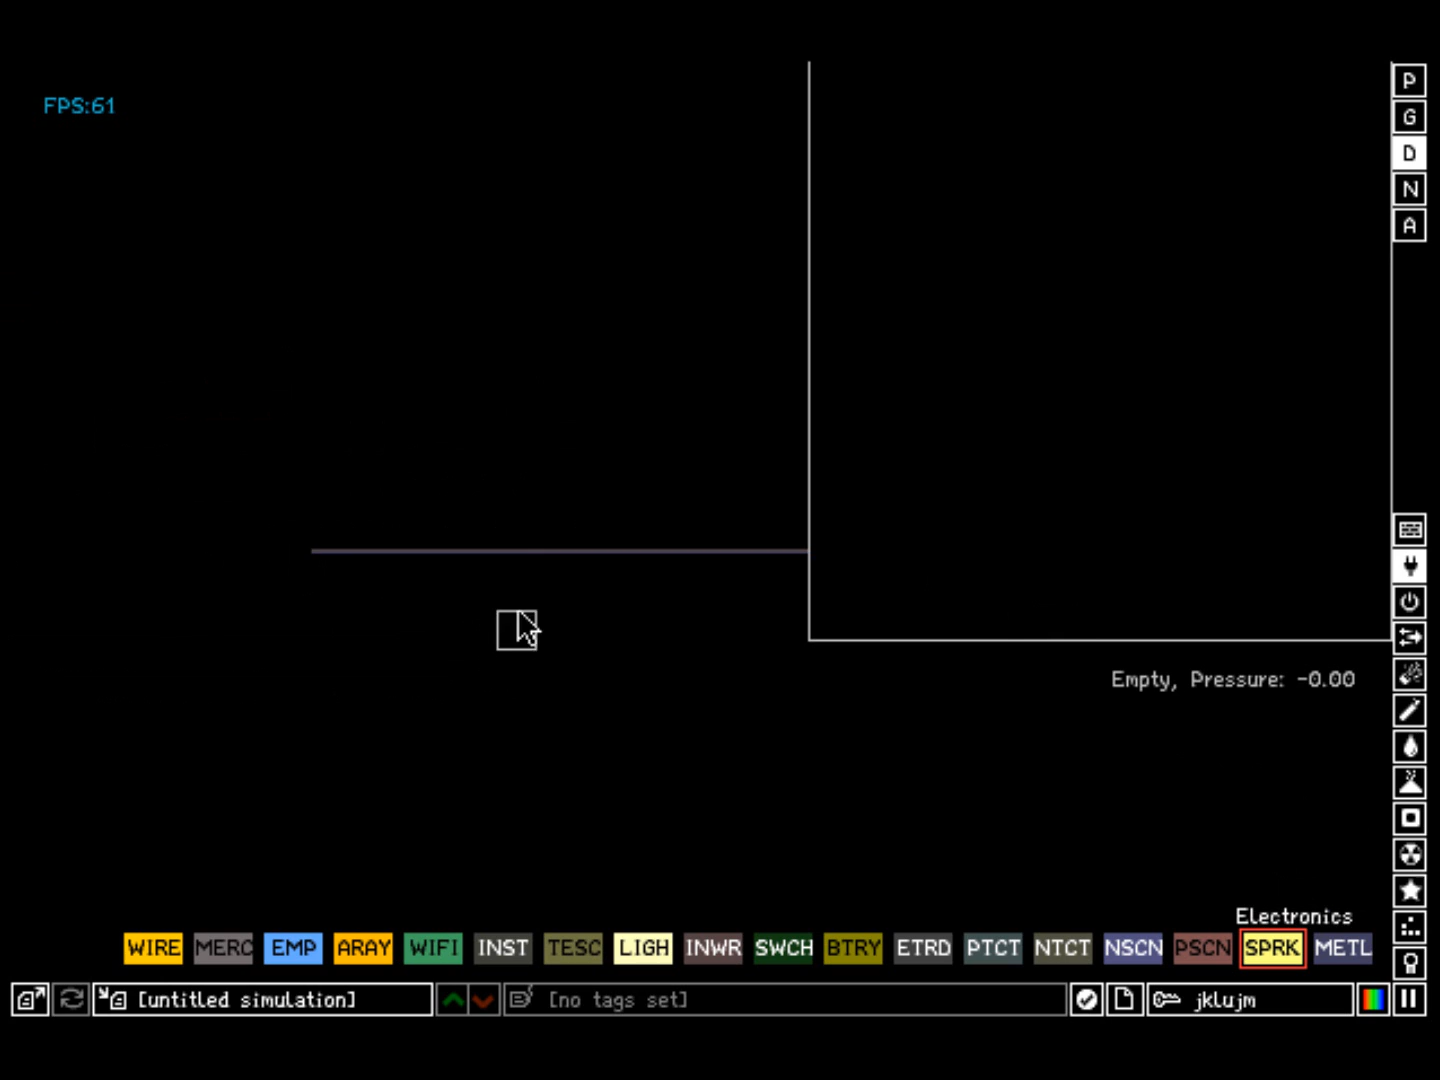 P
FPS:61
G
D
N
A
Empty, Pressure: -0.00
Electronics
WIRE MERC EMP ARAY WIFI INST TESC LIGH INWR SWCH BTRY ETRD PTCT NTCT NSCN PSCN SPRK METL
[untitled simulation] [no tags set] jklujm